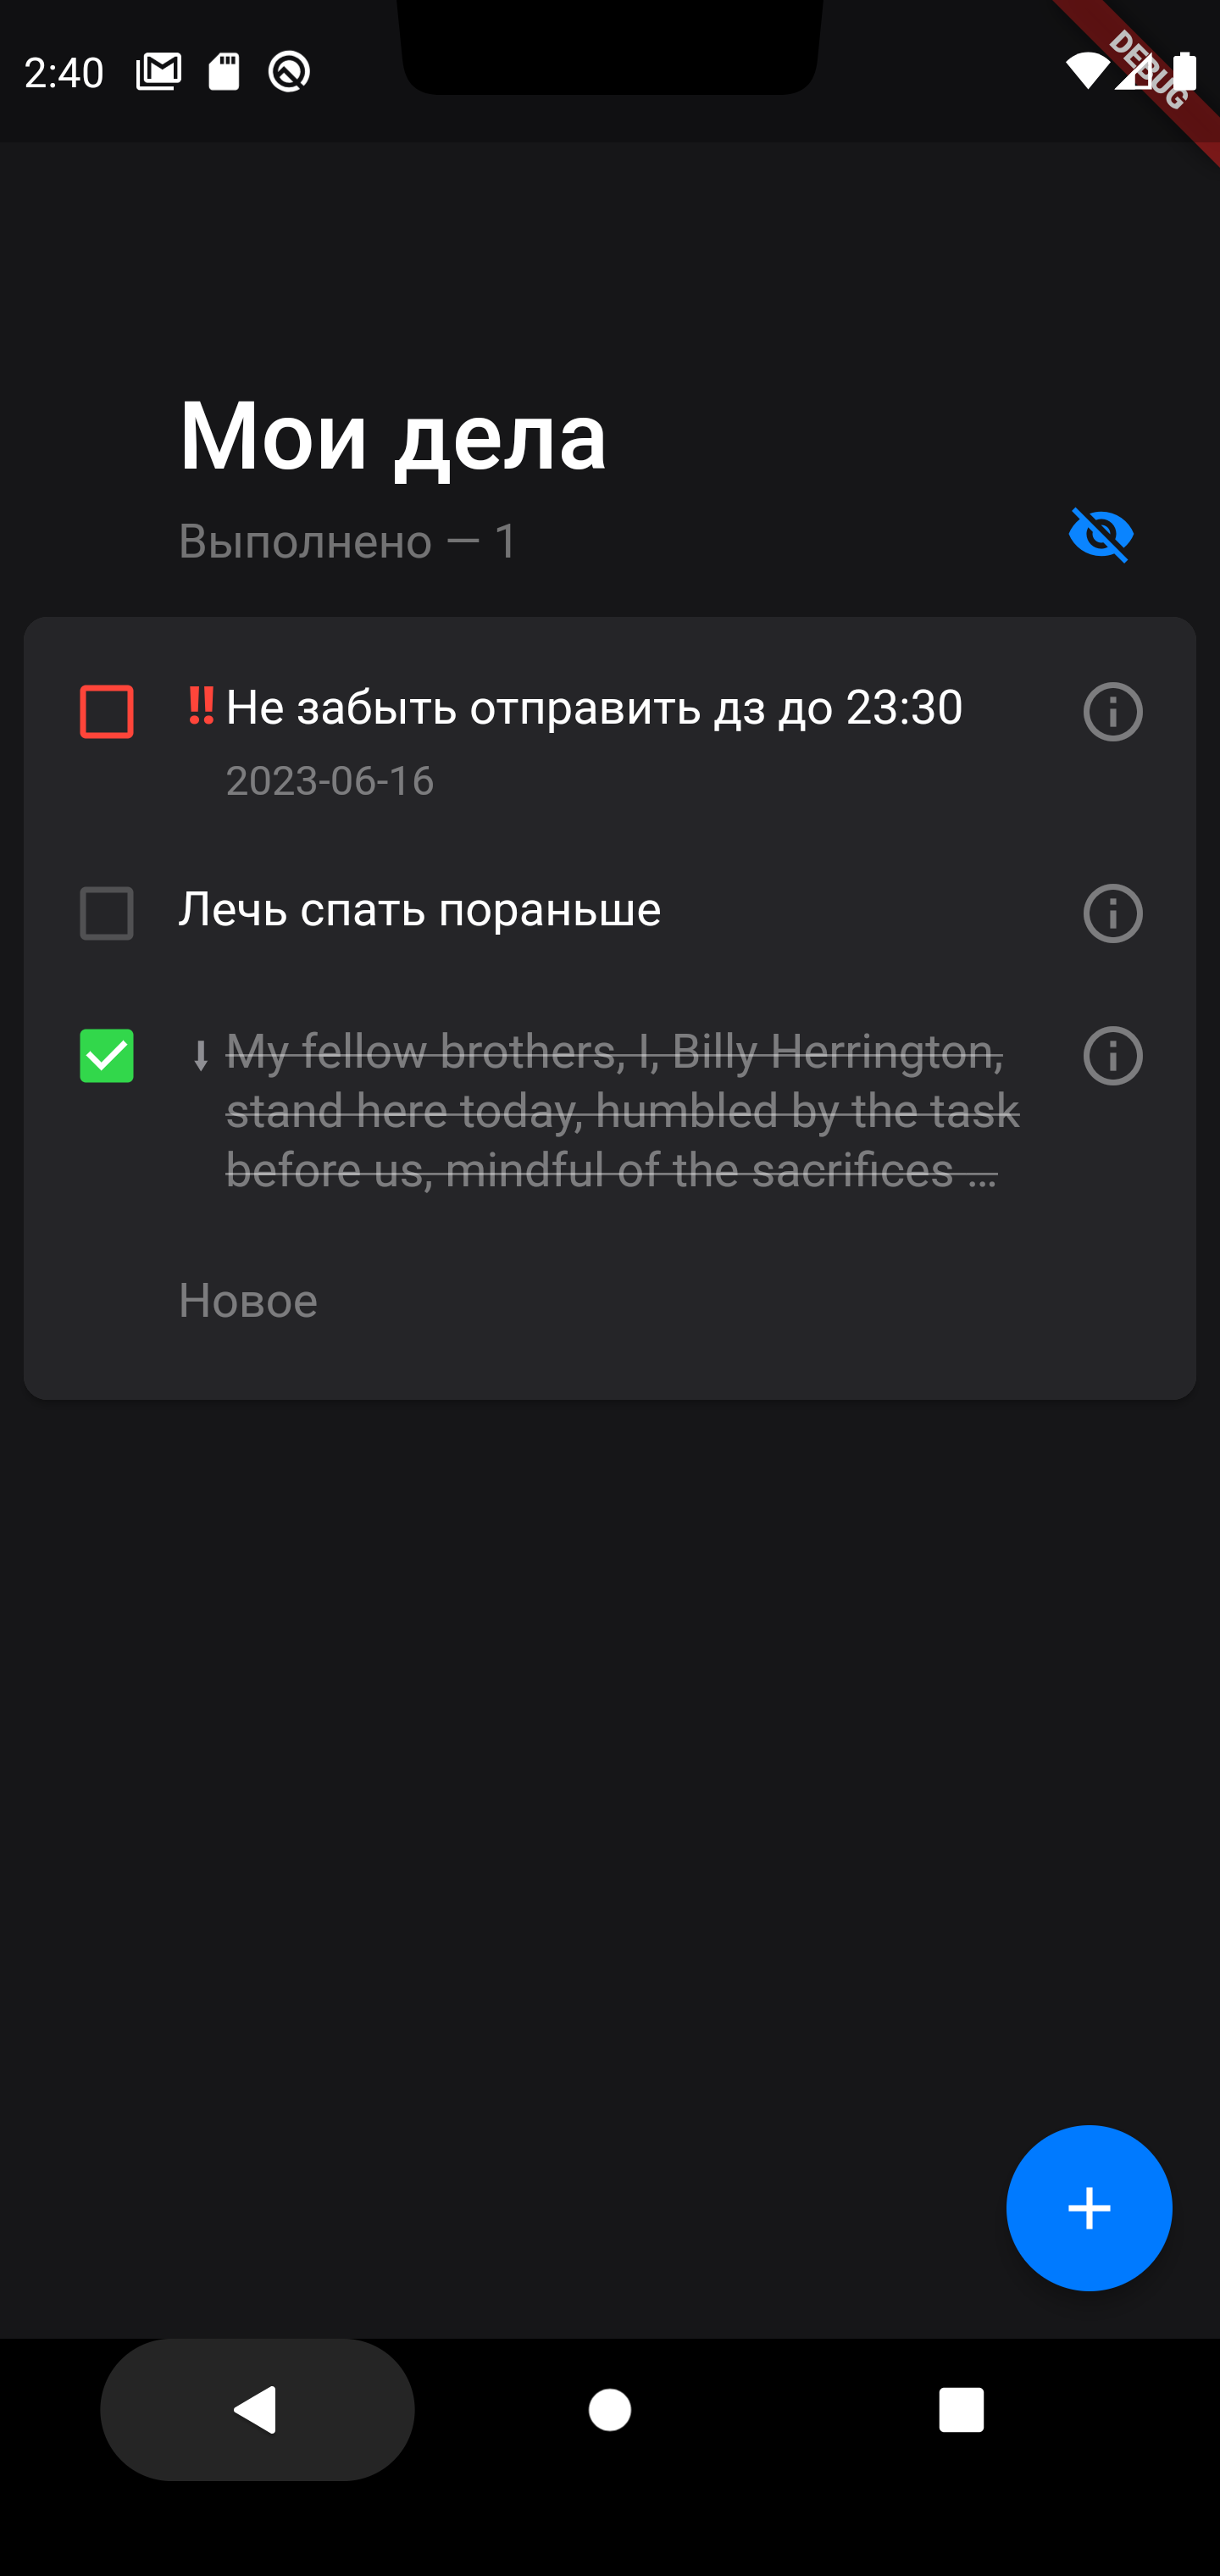 2:40
DEBUG
Мои дела
Выполнено — 1
!! Не забыть отправить дз до 23:30
2023-06-16
Лечь спать пораньше
My fellow brothers, I, Billy Herrington,
stand here today, humbled by the task
before us, mindful of the sacrifices ...
Новое